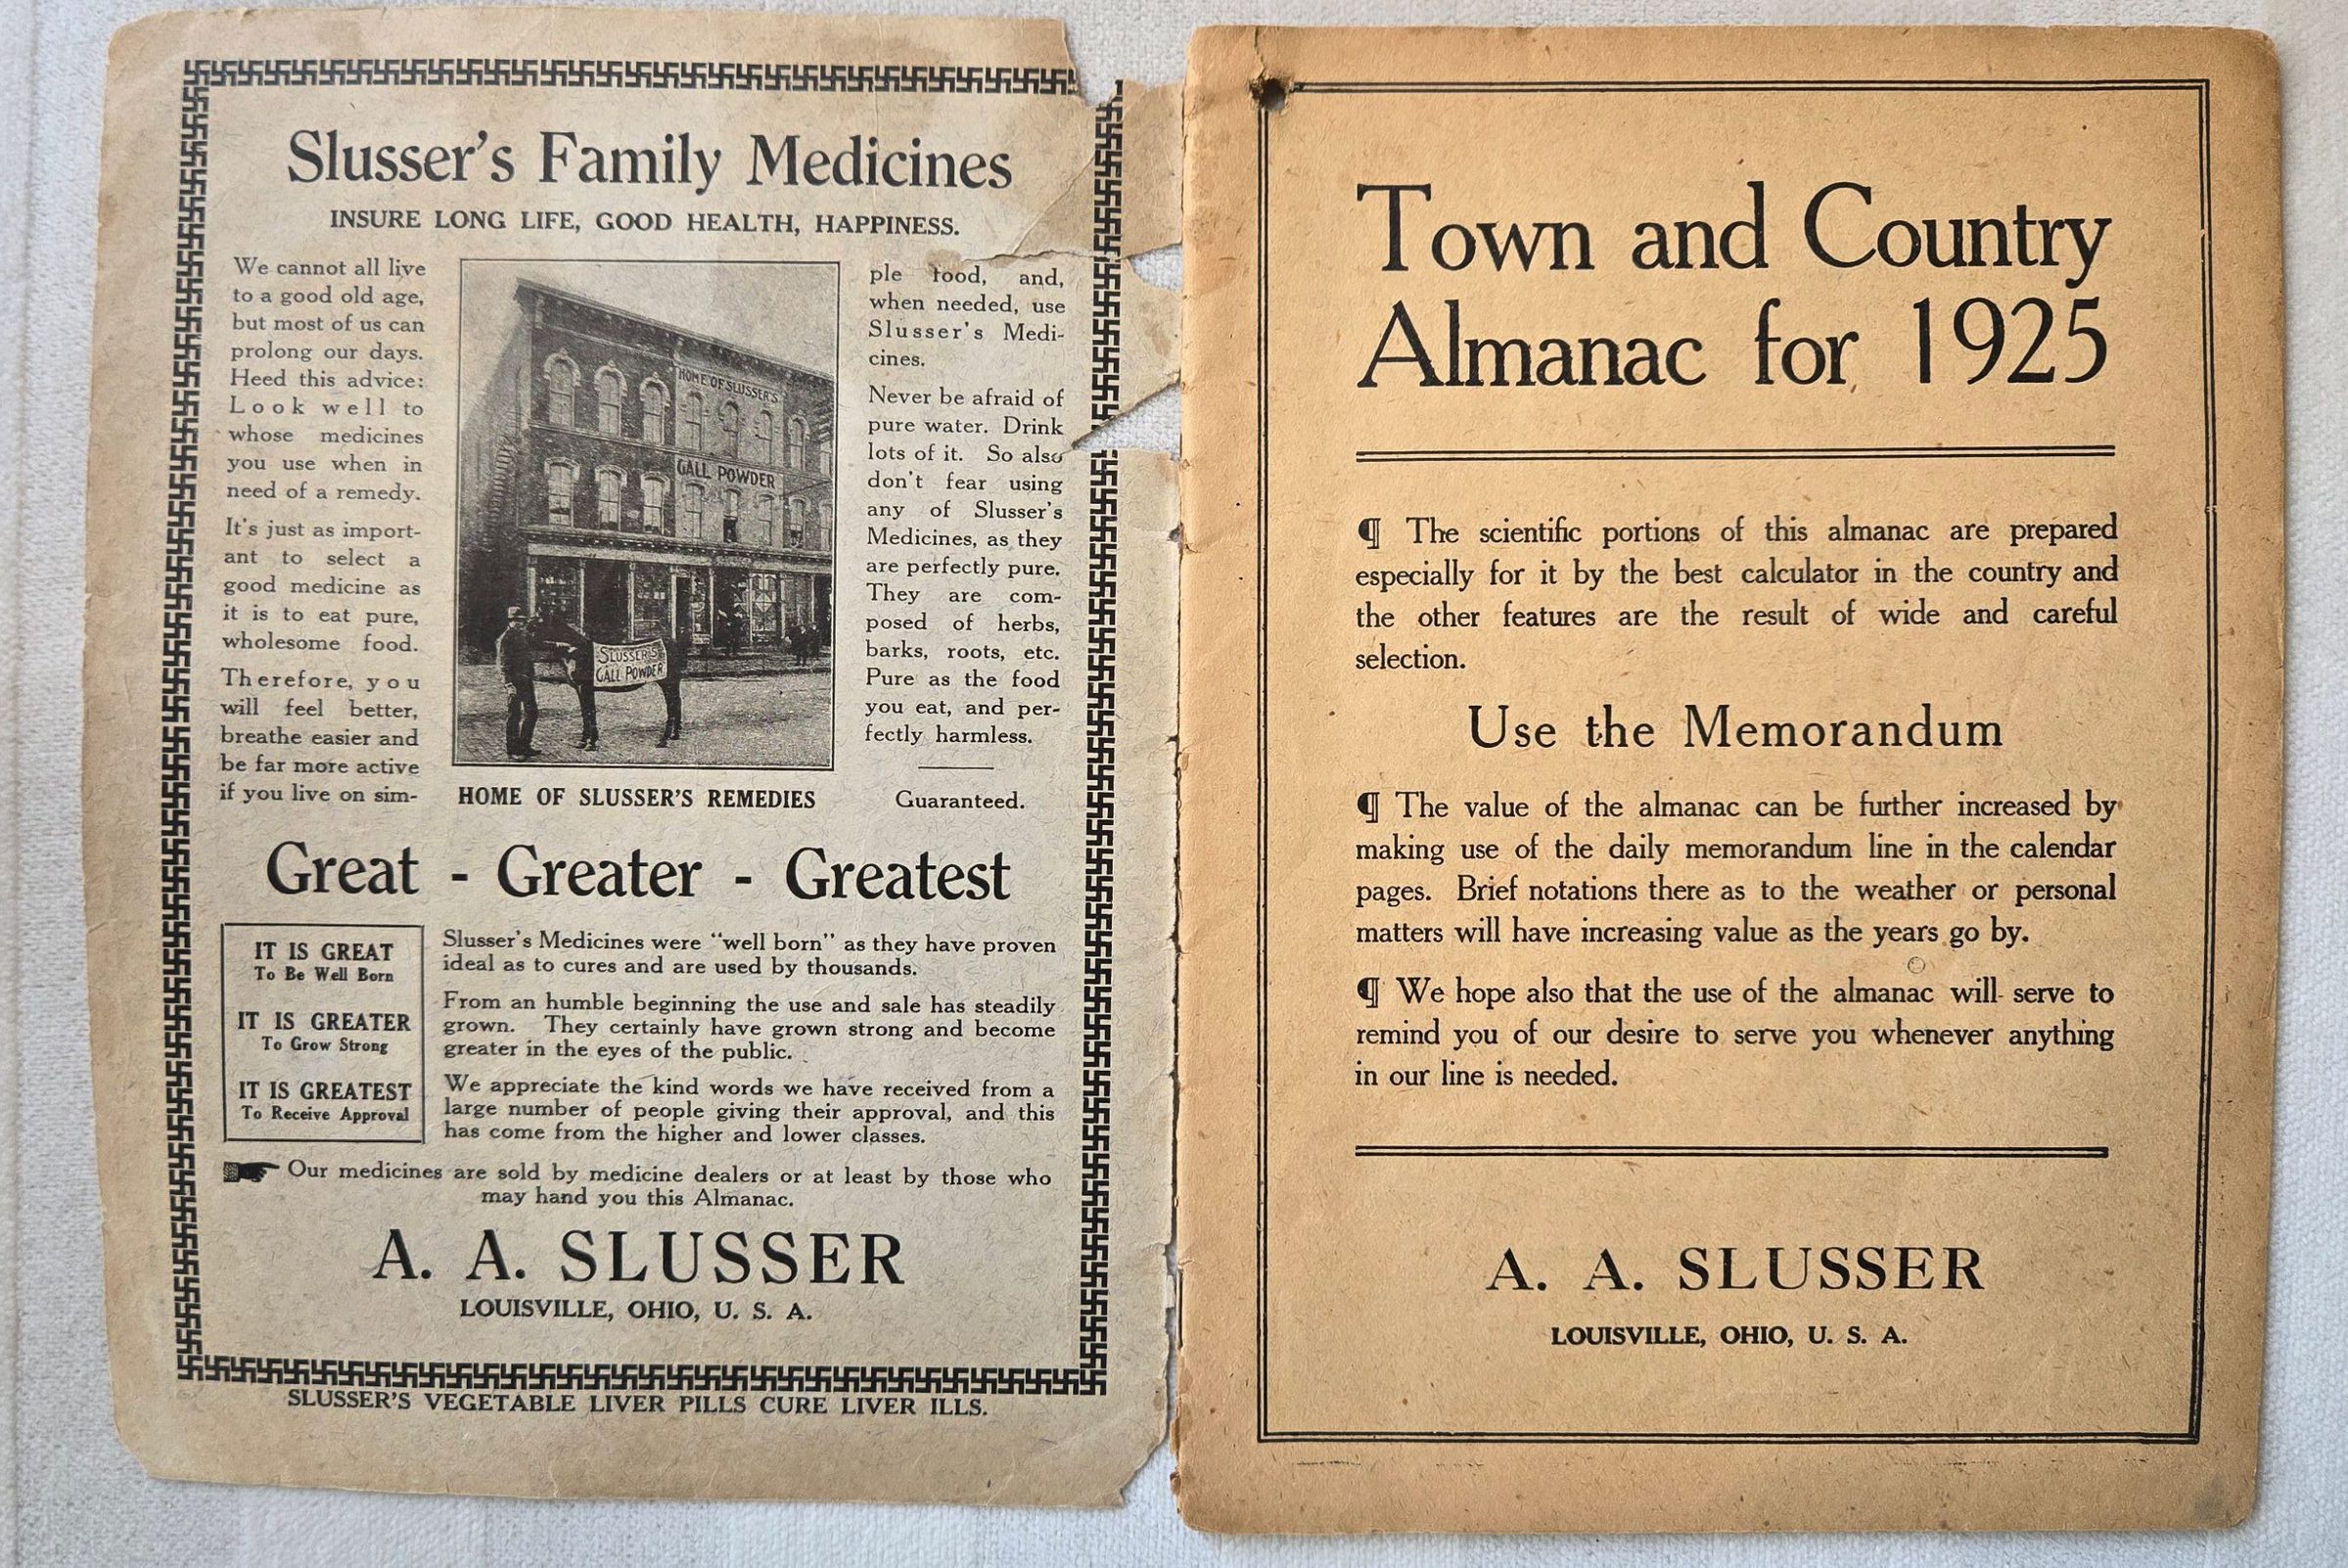 Slusser's Family Medicines
INSURE LONG LIFE, GOOD HEALTH, HAPPINESS.
We cannot all live
to a good old age,
but most of us can
prolong our days.
Heed this advice:
Look well to
whose medicines
you use when in
need of a remedy.
It's just as import-
ant to select a
good medicine as
it is to eat pure,
wholesome food.
Therefore, you
will feel better,
breathe easier and
be far more active
if you live on sim-
HOME OF SLUSSER'S
GALL POWDER
SLUSSER'S
GALL POWDER
HOME OF SLUSSER'S REMEDIES
ple food, and,
when needed, use
Slusser's Medi-
cines.
Never be afraid of
pure water. Drink
lots of it. So also
don't fear using
any of Slusser's
Medicines, as they
are perfectly pure.
They are com-
posed of herbs,
barks, roots, etc.
Pure as the food
you eat, and per-
fectly harmless.
Guaranteed.
Great - Greater - Greatest
IT IS GREAT
To Be Well Born
IT IS GREATER
To Grow Strong
IT IS GREATEST
To Receive Approval
Slusser's Medicines were "well born" as they have proven
ideal as to cures and are used by thousands.
From an humble beginning the use and sale has steadily
grown. They certainly have grown strong and become
greater in the eyes of the public.
We appreciate the kind words we have received from a
large number of people giving their approval, and this
has come from the higher and lower classes.
Our medicines are sold by medicine dealers or at least by those who
may hand you this Almanac.
A. A. SLUSSER
LOUISVILLE, OHIO, U. S. A.
SLUSSER'S VEGETABLE LIVER PILLS CURE LIVER ILLS.
Town and Country
Almanac for 1925
¶ The scientific portions of this almanac are prepared
especially for it by the best calculator in the country and
the other features are the result of wide and careful
selection.
Use the Memorandum
¶ The value of the almanac can be further increased by
making use of the daily memorandum line in the calendar
pages. Brief notations there as to the weather or personal
matters will have increasing value as the years go by.
¶ We hope also that the use of the almanac will serve to
remind you of our desire to serve you whenever anything
in our line is needed.
A. A. SLUSSER
LOUISVILLE, OHIO, U. S. A.